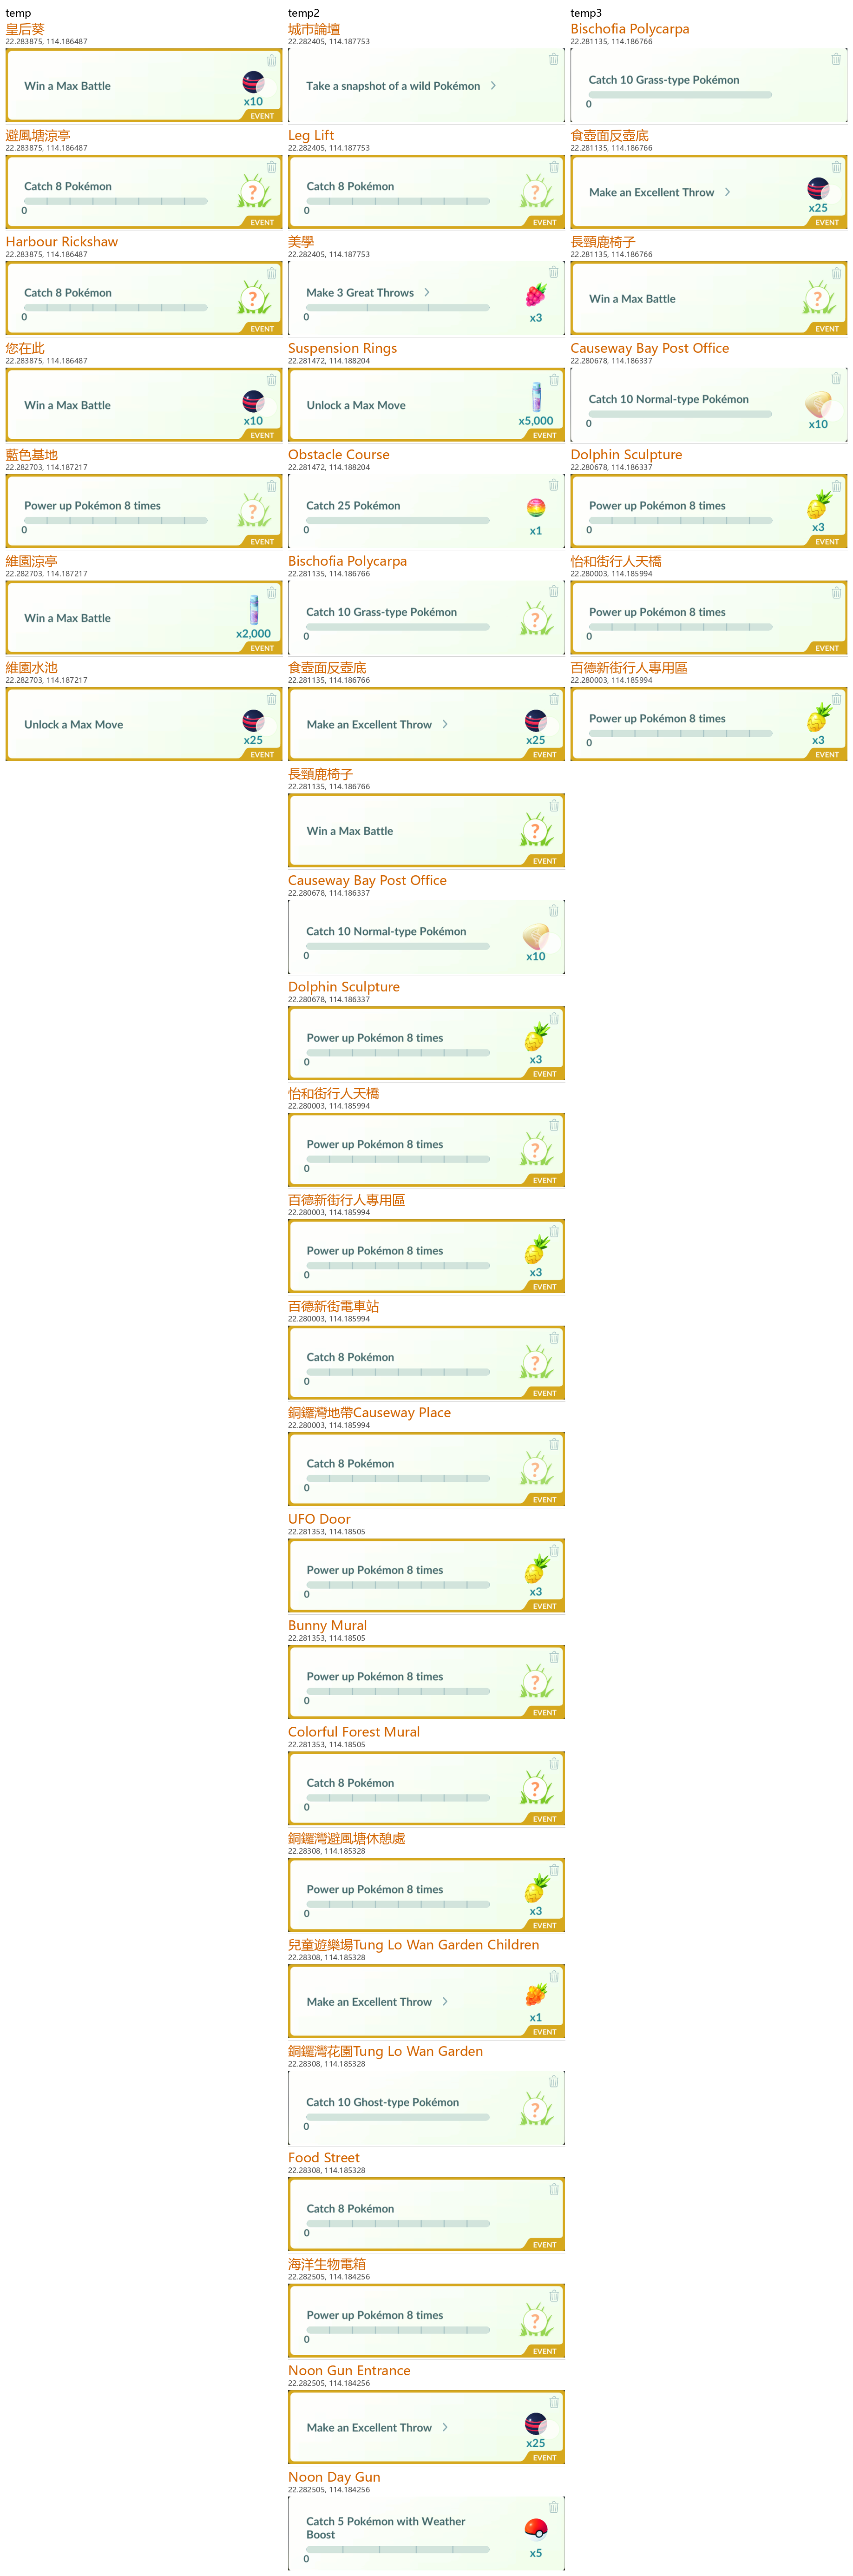 temp
皇后葵
22.283875, 114.186487
Win a Max Battle
x10
EVENT
避風塘涼亭
22.283875, 114.186487
Catch 8 Pokémon
?
0
EVENT
Harbour Rickshaw
22.283875, 114.186487
Catch 8 Pokémon
?
0
EVENT
您在此
22.283875, 114.186487
Win a Max Battle
x10
EVENT
藍色基地
22.282703, 114.187217
Power up Pokémon 8 times
?
0
EVENT
維園涼亭
22.282703, 114.187217
Win a Max Battle
x2,000
EVENT
維園水池
22.282703, 114.187217
Unlock a Max Move
x25
EVENT
temp2
城市論壇
22.282405, 114.187753
Take a snapshot of a wild Pokémon >
Leg Lift
22.282405, 114.187753
Catch 8 Pokémon
?
0
EVENT
美學
22.282405, 114.187753
Make 3 Great Throws >
0
x3
Suspension Rings
22.281472, 114.188204
Unlock a Max Move
x5,000
EVENT
Obstacle Course
22.281472, 114.188204
Catch 25 Pokémon
0
x1
Bischofia Polycarpa
22.281135, 114.186766
Catch 10 Grass-type Pokémon
?
0
食壺面反壺底
22.281135, 114.186766
Make an Excellent Throw >
x25
EVENT
長頸鹿椅子
22.281135, 114.186766
Win a Max Battle
?
EVENT
Causeway Bay Post Office
22.280678, 114.186337
Catch 10 Normal-type Pokémon
0
x10
Dolphin Sculpture
22.280678, 114.186337
Power up Pokémon 8 times
0
x3
EVENT
怡和街行人天橋
22.280003, 114.185994
Power up Pokémon 8 times
?
0
EVENT
百德新街行人專用區
22.280003, 114.185994
Power up Pokémon 8 times
0
x3
EVENT
百德新街電車站
22.280003, 114.185994
Catch 8 Pokémon
?
0
EVENT
銅鑼灣地帶Causeway Place
22.280003, 114.185994
Catch 8 Pokémon
?
0
EVENT
UFO Door
22.281353, 114.18505
Power up Pokémon 8 times
0
x3
EVENT
Bunny Mural
22.281353, 114.18505
Power up Pokémon 8 times
?
0
EVENT
Colorful Forest Mural
22.281353, 114.18505
Catch 8 Pokémon
?
0
EVENT
銅鑼灣避風塘休憩處
22.28308, 114.185328
Power up Pokémon 8 times
0
x3
EVENT
兒童遊樂場Tung Lo Wan Garden Children
22.28308, 114.185328
Make an Excellent Throw >
x1
EVENT
銅鑼灣花園Tung Lo Wan Garden
22.28308, 114.185328
Catch 10 Ghost-type Pokémon
?
0
Food Street
22.28308, 114.185328
Catch 8 Pokémon
0
EVENT
海洋生物電箱
22.282505, 114.184256
Power up Pokémon 8 times
?
0
EVENT
Noon Gun Entrance
22.282505, 114.184256
Make an Excellent Throw >
x25
EVENT
Noon Day Gun
22.282505, 114.184256
Catch 5 Pokémon with Weather
Boost
0
x5
temp3
Bischofia Polycarpa
22.281135, 114.186766
Catch 10 Grass-type Pokémon
0
食壺面反壺底
22.281135, 114.186766
Make an Excellent Throw >
x25
EVENT
長頸鹿椅子
22.281135, 114.186766
Win a Max Battle
?
EVENT
Causeway Bay Post Office
22.280678, 114.186337
Catch 10 Normal-type Pokémon
0
x10
Dolphin Sculpture
22.280678, 114.186337
Power up Pokémon 8 times
0
x3
EVENT
怡和街行人天橋
22.280003, 114.185994
Power up Pokémon 8 times
0
EVENT
百德新街行人專用區
22.280003, 114.185994
Power up Pokémon 8 times
0
x3
EVENT